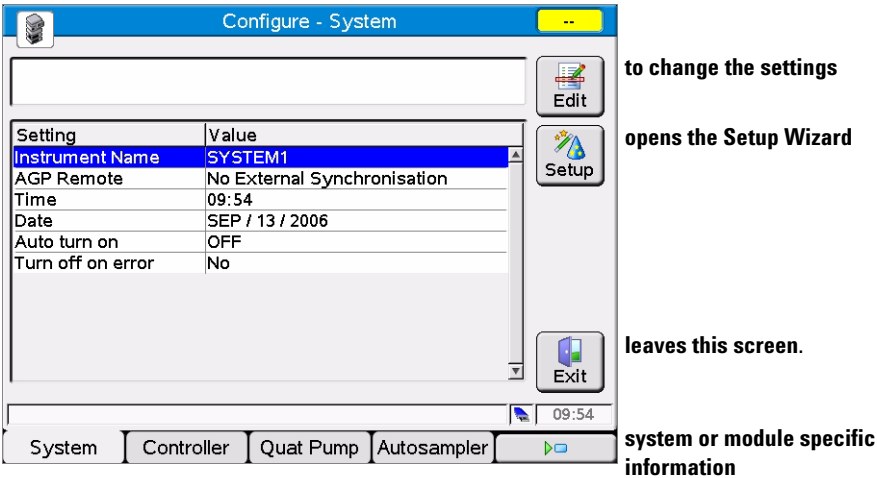 Configure - System
--
Edit
to change the settings
Setting Value
Instrument Name SYSTEM1
AGP Remote No External Synchronisation
Time 09:54
Date SEP / 13 / 2006
Auto turn on OFF
Turn off on error No
Setup
opens the Setup Wizard
Exit
leaves this screen.
09:54
System Controller Quat Pump Autosampler
system or module specific
information